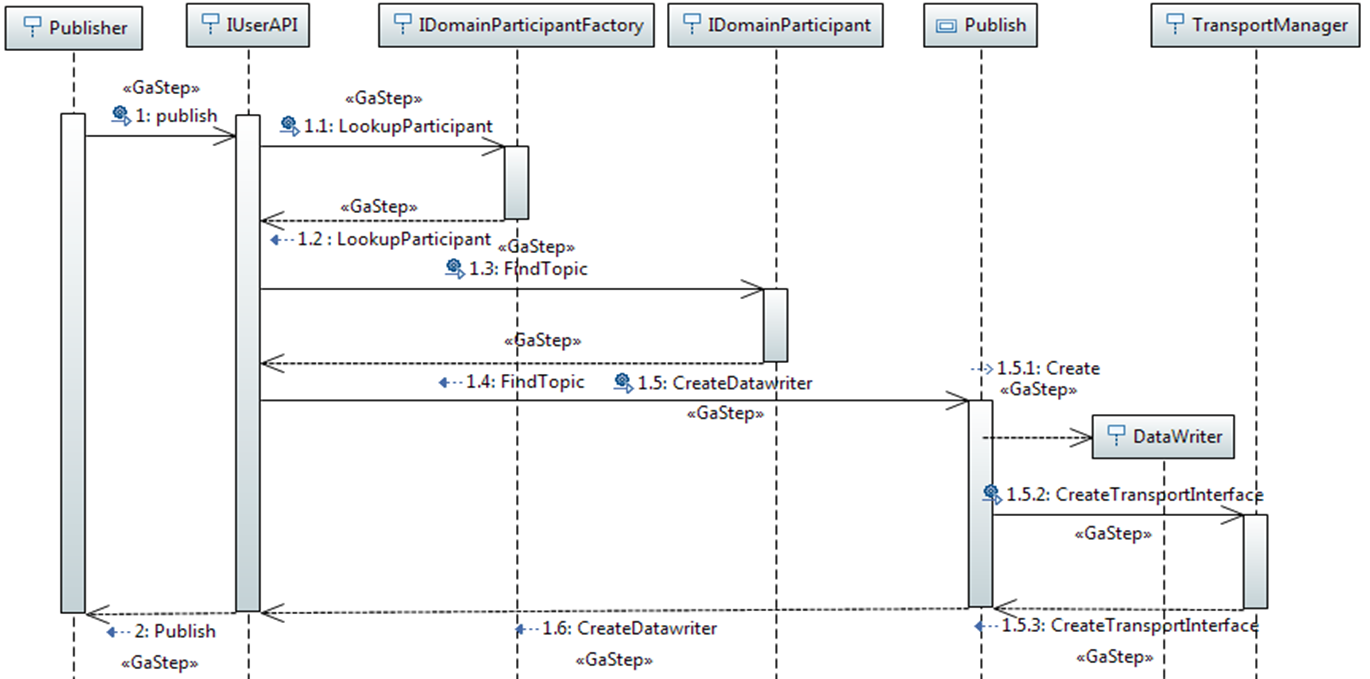 Publisher
IUserAPI
IDomainParticipantFactory
IDomainParticipant
Publish
TransportManager
«GaStep»
1: publish
«GaStep»
1.1: LookupParticipant
«GaStep»
1.2 : LookupParticipant
«GaStep»
1.3: FindTopic
«GaStep»
1.4: FindTopic
1.5: CreateDatawriter
«GaStep»
1.5.1: Create
«GaStep»
DataWriter
1.5.2: CreateTransportInterface
«GaStep»
2: Publish
«GaStep»
1.6: CreateDatawriter
«GaStep»
1.5.3: CreateTransportInterface
«GaStep»